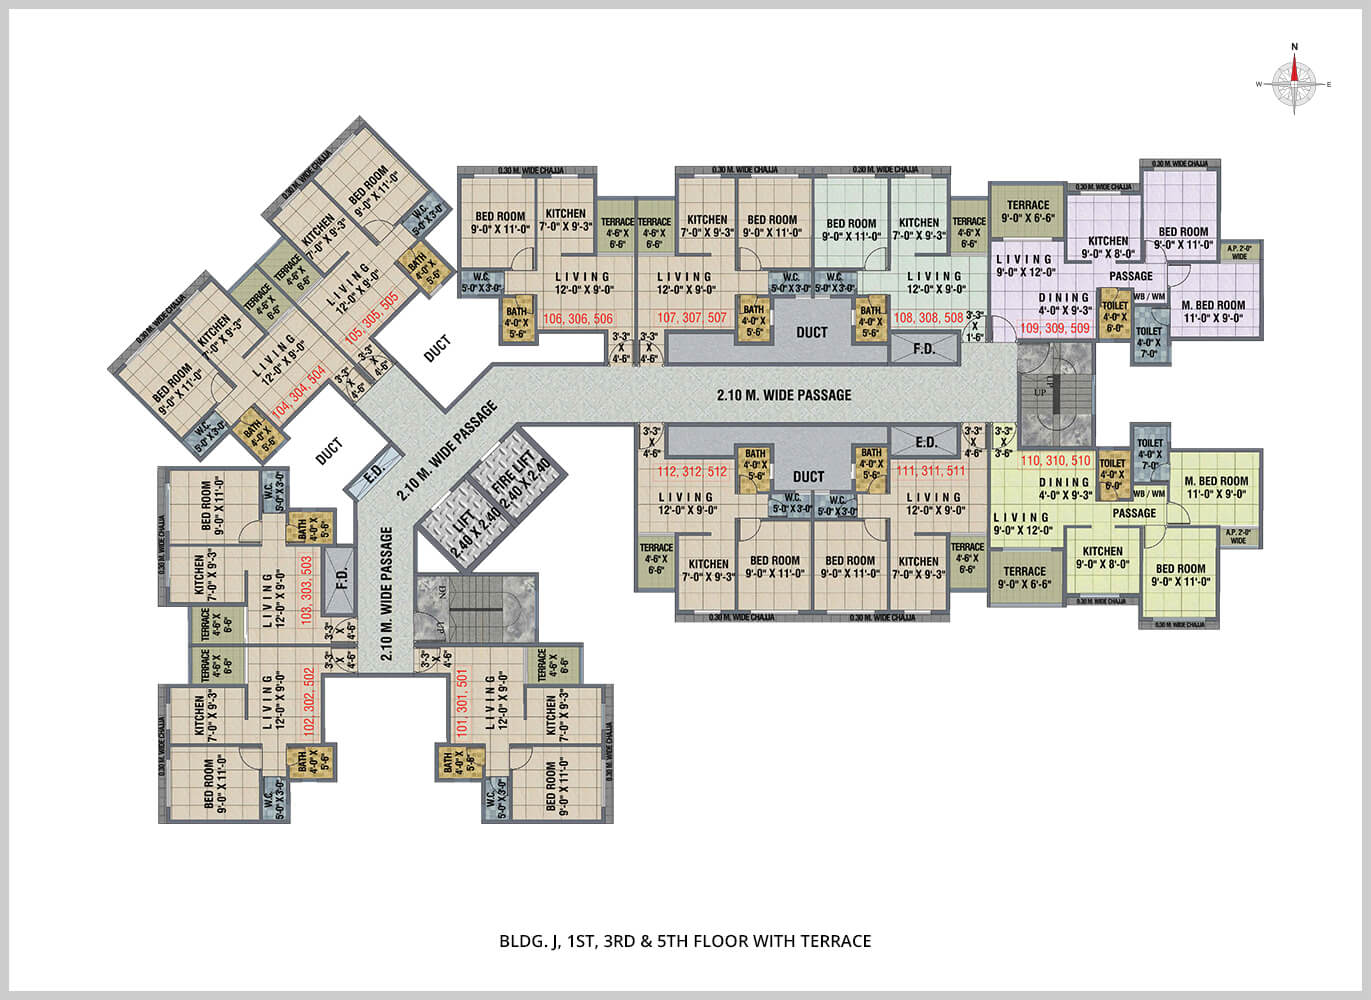 N
W
E
0.30 M. WIDE CHAJJA
BED ROOM
9'-0" X 11'-0"
W.C.
5'-0" X 3'-0"
KITCHEN
7'-0" X 9'-3"
BATH
4'-0" X
5'-6"
TERRACE
4'-6" X
6'-6"
LIVING
12'-0" X 9'-0"
105, 305, 505
3'-3"
X
4'-6"
0.30 M. WIDE CHAJJA
TERRACE
4'-6" X
6'-6"
KITCHEN
7'-0" X 9'-3"
LIVING
12'-0" X 9'-0"
104, 304, 504
3'-3"
X
4'-6"
BED ROOM
9'-0" X 11'-0"
W.C.
5'-0" X 3'-0"
BATH
4'-0" X
5'-6"
DUCT
DUCT
0.30 M. WIDE CHAJJA
BED ROOM
9'-0" X 11'-0"
KITCHEN
7'-0" X 9'-3"
TERRACE
4'-6" X
6'-6"
W.C.
5'-0" X 3'-0"
LIVING
12'-0" X 9'-0"
BATH
4'-0" X
5'-6"
106, 306, 506
3'-3"
X
4'-6"
0.30 M. WIDE CHAJJA
TERRACE
4'-6" X
6'-6"
KITCHEN
7'-0" X 9'-3"
BED ROOM
9'-0" X 11'-0"
LIVING
12'-0" X 9'-0"
W.C.
5'-0" X 3'-0"
BATH
4'-0" X
5'-6"
107, 307, 507
3'-3"
X
4'-6"
DUCT
0.30 M. WIDE CHAJJA
BED ROOM
9'-0" X 11'-0"
KITCHEN
7'-0" X 9'-3"
TERRACE
4'-6" X
6'-6"
W.C.
5'-0" X 3'-0"
LIVING
12'-0" X 9'-0"
BATH
4'-0" X
5'-6"
108, 308, 508
3'-3"
X
1'-6"
F.D.
TERRACE
9'-0" X 6'-6"
0.30 M. WIDE CHAJJA
0.30 M. WIDE CHAJJA
KITCHEN
9'-0" X 8'-0"
BED ROOM
9'-0" X 11'-0"
A.P. 2'-0"
WIDE
LIVING
9'-0" X 12'-0"
PASSAGE
DINING
4'-0" X 9'-3"
WB / WM
M. BED ROOM
11'-0" X 9'-0"
TOILET
4'-0" X
6'-0"
TOILET
4'-0" X
7'-0"
109, 309, 509
2.10 M. WIDE PASSAGE
UP
UP
2.10 M. WIDE PASSAGE
E.D.
FIRE LIFT
2.40 X 2.40
LIFT
2.40 X 2.40
3'-3"
X
4'-6"
112, 312, 512
LIVING
12'-0" X 9'-0"
BATH
4'-0" X
5'-6"
W.C.
5'-0" X 3'-0"
TERRACE
4'-6" X
6'-6"
KITCHEN
7'-0" X 9'-3"
BED ROOM
9'-0" X 11'-0"
0.30 M. WIDE CHAJJA
DUCT
E.D.
3'-3"
X
4'-6"
111, 311, 511
BATH
4'-0" X
5'-6"
LIVING
12'-0" X 9'-0"
W.C.
5'-0" X 3'-0"
BED ROOM
9'-0" X 11'-0"
KITCHEN
7'-0" X 9'-3"
TERRACE
4'-6" X
6'-6"
0.30 M. WIDE CHAJJA
3'-3"
X
3'-6"
110, 310, 510
TOILET
4'-0" X
7'-0"
TOILET
4'-0" X
6'-0"
DINING
4'-0" X 9'-3"
WB / WM
M. BED ROOM
11'-0" X 9'-0"
LIVING
9'-0" X 12'-0"
PASSAGE
A.P. 2'-0"
WIDE
KITCHEN
9'-0" X 8'-0"
TERRACE
9'-0" X 6'-6"
BED ROOM
9'-0" X 11'-0"
0.30 M. WIDE CHAJJA
0.30 M. WIDE CHAJJA
0.30 M. WIDE CHAJJA
BED ROOM
9'-0" X 11'-0"
W.C.
5'-0" X 3'-0"
BATH
4'-0" X
5'-6"
KITCHEN
7'-0" X 9'-3"
LIVING
12'-0" X 9'-0"
103, 303, 503
F.D.
TERRACE
4'-6" X
6'-6"
3'-3"
X
4'-6"
2.10 M. WIDE PASSAGE
DN
UP
TERRACE
4'-6" X
6'-6"
LIVING
12'-0" X 9'-0"
102, 302, 502
3'-3"
X
4'-6"
KITCHEN
7'-0" X 9'-3"
0.30 M. WIDE CHAJJA
BED ROOM
9'-0" X 11'-0"
W.C.
5'-0" X 3'-0"
BATH
4'-0" X
5'-6"
3'-3"
X
4'-6"
101, 301, 501
LIVING
12'-0" X 9'-0"
TERRACE
4'-6" X
6'-6"
KITCHEN
7'-0" X 9'-3"
BATH
4'-0" X
5'-6"
W.C.
5'-0" X 3'-0"
BED ROOM
9'-0" X 11'-0"
0.30 M. WIDE CHAJJA
BLDG. J, 1ST, 3RD & 5TH FLOOR WITH TERRACE